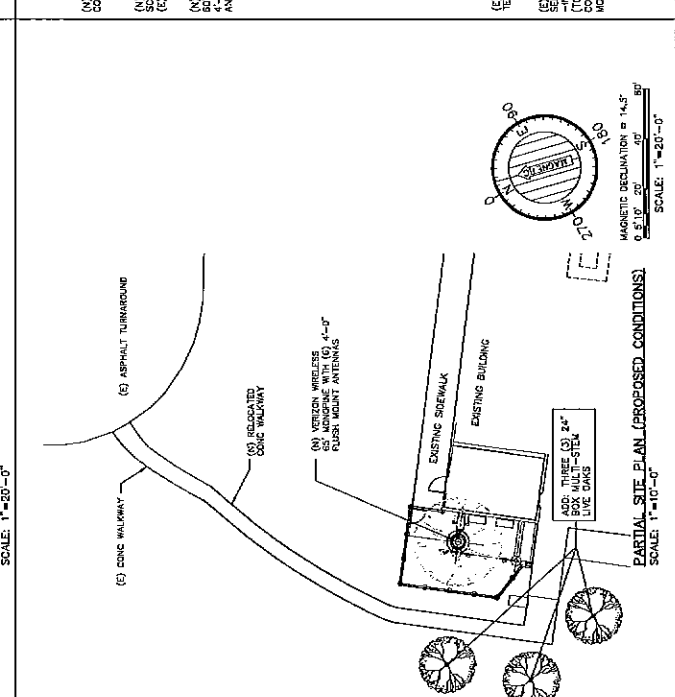 SCALE: 1"=20'-0"
(E) ASPHALT TURNAROUND
(E) CONC WALKWAY
(N) RELOCATED
CONC WALKWAY
(N) VERIZON WIRELESS
65' MONOPINE WITH (6) 4'-0"
FLUSH MOUNT ANTENNAS
EXISTING SIDEWALK
EXISTING BUILDING
ADD: THREE (3) 24"
BOX MULTI-STEM
LIVE OAKS
PARTIAL SITE PLAN (PROPOSED CONDITIONS)
SCALE: 1"=10'-0"
0
90
180
270
N
E
S
W
MAGNETIC
MAGNETIC DECLINATION = 14.5°
0 5' 10' 20' 40' 80'
SCALE: 1"=20'-0"
(N)
(N)
(E)
(N)
(E)
(E)